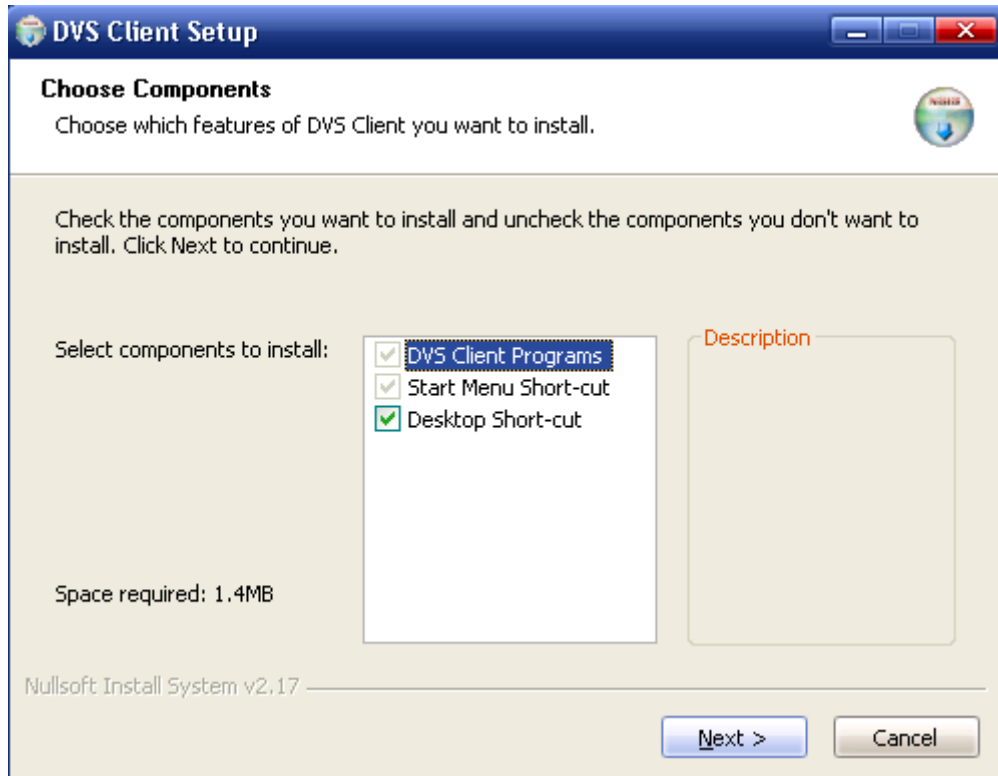 DVS Client Setup
Choose Components
Choose which features of DVS Client you want to install.
Check the components you want to install and uncheck the components you don't want to
install. Click Next to continue.
Select components to install:
DVS Client Programs
Start Menu Short-cut
Desktop Short-cut
Description
Space required: 1.4MB
Nullsoft Install System v2.17
Next >
Cancel